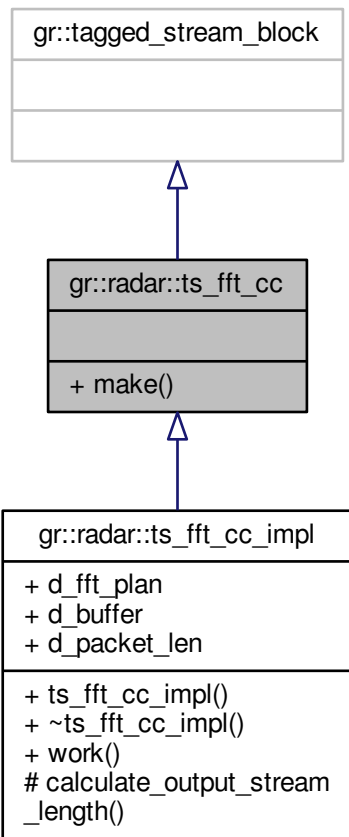 gr::tagged_stream_block
gr::radar::ts_fft_cc
+ make()
gr::radar::ts_fft_cc_impl
+ d_fft_plan
+ d_buffer
+ d_packet_len
+ ts_fft_cc_impl()
+ ~ts_fft_cc_impl()
+ work()
# calculate_output_stream
_length()